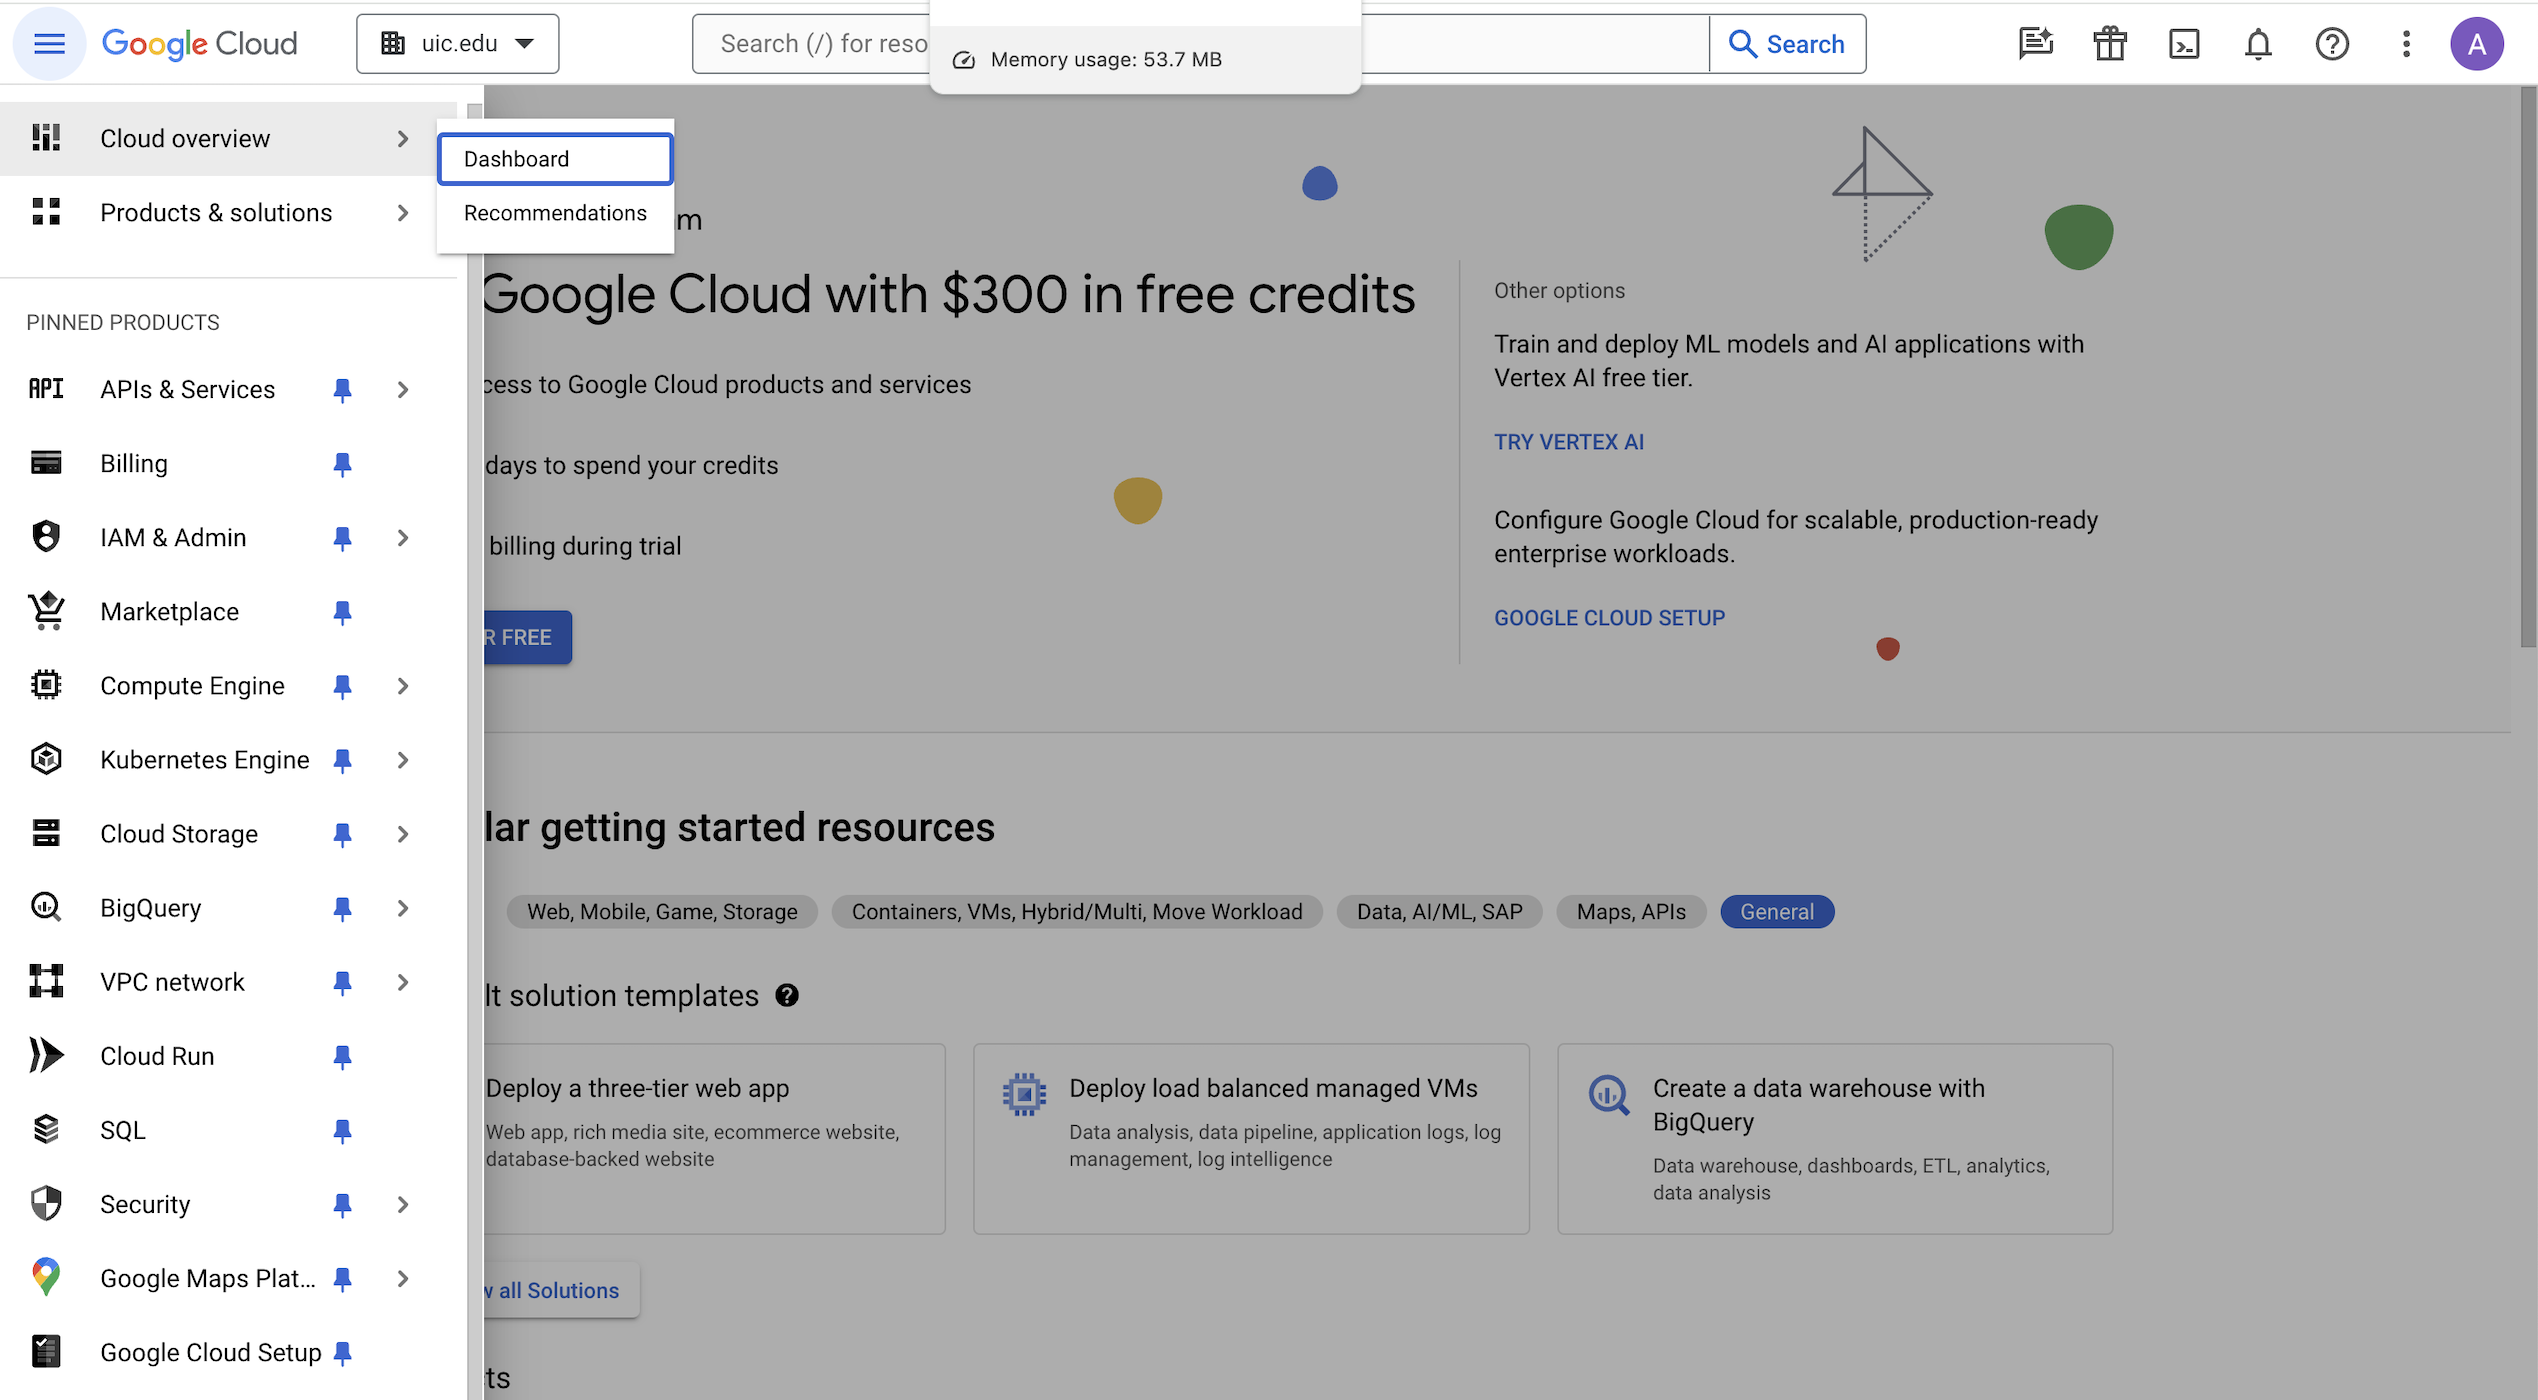 Google Cloud
uic.edu
Search (/) for reso
Memory usage: 53.7 MB
Search
A
Cloud overview
Products & solutions
Dashboard
Recommendations
m
PINNED PRODUCTS
API APIs & Services
Billing
IAM & Admin
Marketplace
Compute Engine
Kubernetes Engine
Cloud Storage
BigQuery
VPC network
Cloud Run
SQL
Security
Google Maps Plat...
Google Cloud Setup
Google Cloud with $300 in free credits
cess to Google Cloud products and services
days to spend your credits
billing during trial
R FREE
Other options
Train and deploy ML models and AI applications with
Vertex AI free tier.
TRY VERTEX AI
Configure Google Cloud for scalable, production-ready
enterprise workloads.
GOOGLE CLOUD SETUP
lar getting started resources
Web, Mobile, Game, Storage
Containers, VMs, Hybrid/Multi, Move Workload
Data, AI/ML, SAP
Maps, APIs
General
lt solution templates
Deploy a three-tier web app
Web app, rich media site, ecommerce website,
database-backed website
Deploy load balanced managed VMs
Data analysis, data pipeline, application logs, log
management, log intelligence
Create a data warehouse with
BigQuery
Data warehouse, dashboards, ETL, analytics,
data analysis
w all Solutions
ts